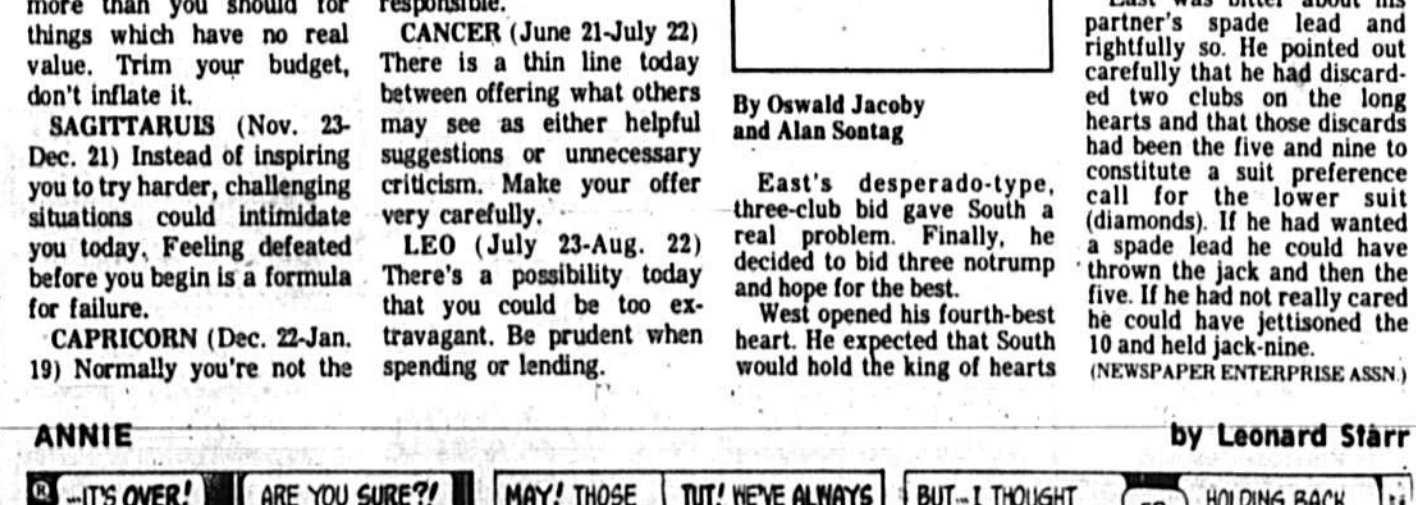 more than you should for
things which have no real
value. Trim your budget,
don't inflate it.
SAGITTARUIS (Nov. 23-
Dec. 21) Instead of inspiring
you to try harder, challenging
situations could intimidate
you today. Feeling defeated
before you begin is a formula
for failure.
CAPRICORN (Dec. 22-Jan.
19) Normally you're not the
responsible.
CANCER (June 21-July 22)
There is a thin line today
between offering what others
may see as either helpful
suggestions or unnecessary
criticism. Make your offer
very carefully.
LEO (July 23-Aug. 22)
There's a possibility today
that you could be too ex-
travagant. Be prudent when
spending or lending.
By Oswald Jacoby
and Alan Sontag
East's desperado-type,
three-club bid gave South a
real problem. Finally, he
decided to bid three notrump
and hope for the best.
West opened his fourth-best
heart. He expected that South
would hold the king of hearts
East was bitter about his
partner's spade lead and
rightfully so. He pointed out
carefully that he had discard-
ed two clubs on the long
hearts and that those discards
had been the five and nine to
constitute a suit preference
call for the lower suit
(diamonds). If he had wanted
a spade lead he could have
thrown the jack and then the
five. If he had not really cared
he could have jettisoned the
10 and held jack-nine.
(NEWSPAPER ENTERPRISE ASSN.)
ANNIE
by Leonard Starr
...IT'S OVER!
ARE YOU SURE?!
MAY! THOSE
TUT! WE'VE ALWAYS
BUT... I THOUGHT
HOLDING BACK